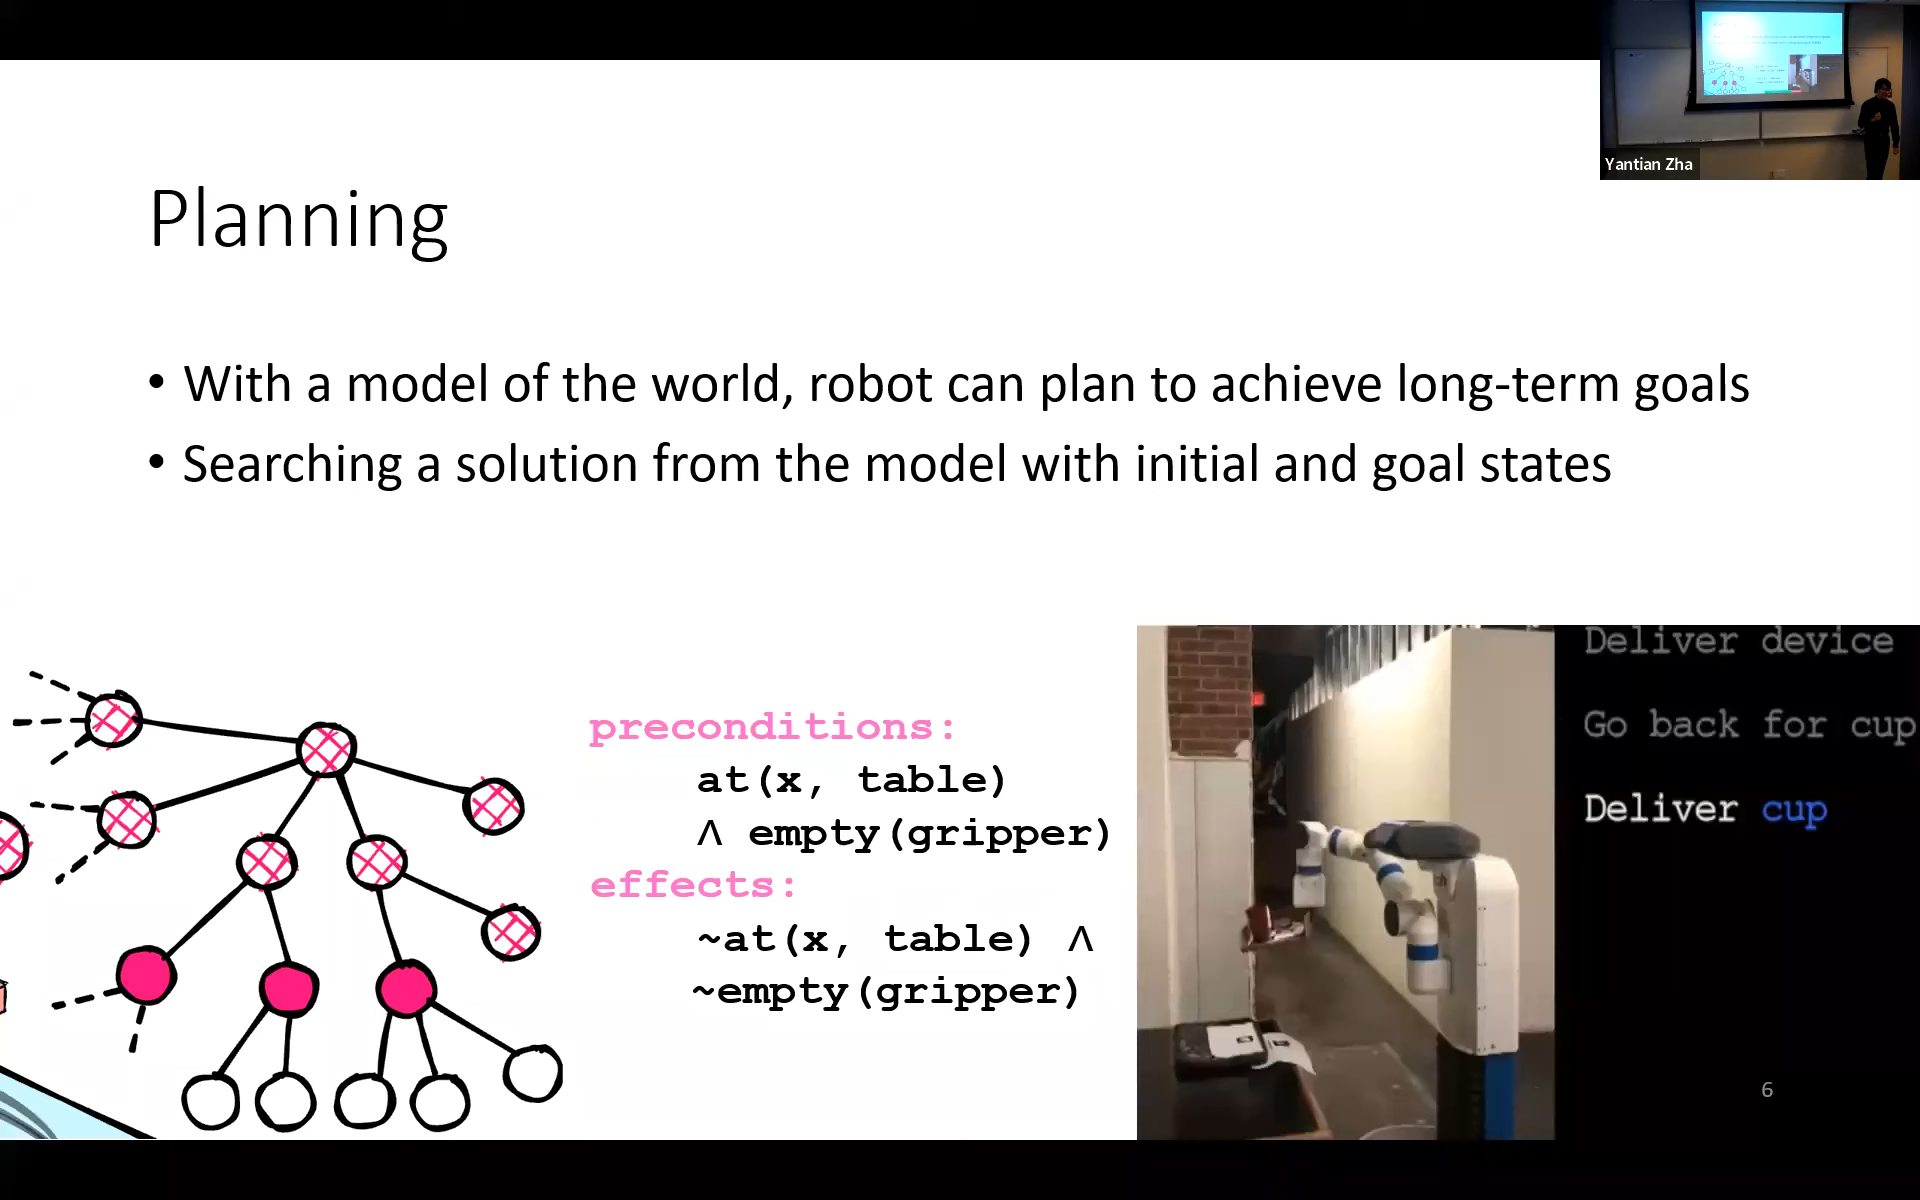 Yantian Zha
Planning
• With a model of the world, robot can plan to achieve long-term goals
• Searching a solution from the model with initial and goal states
preconditions:
at(x, table)
∧ empty(gripper)
effects:
~at(x, table) ∧
~empty(gripper)
Deliver device
Go back for cup
Deliver cup
6